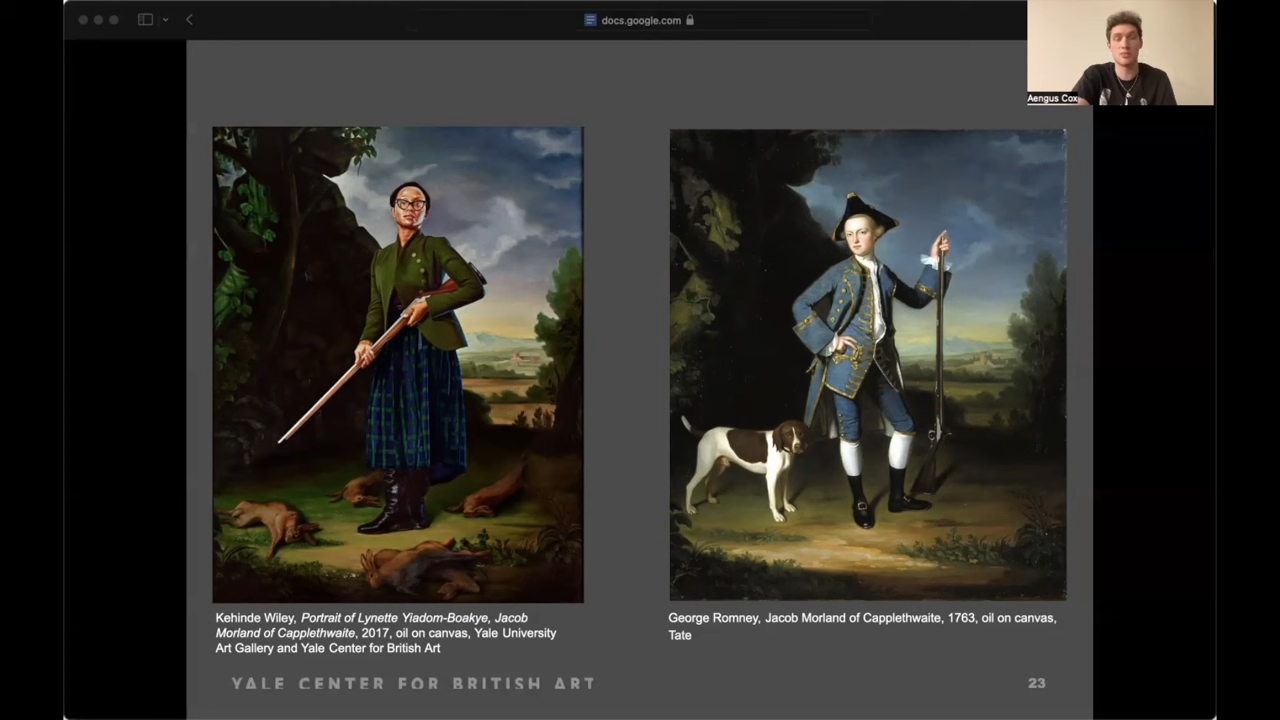 docs.google.com
Aengus Cox
Kehinde Wiley, Portrait of Lynette Yiadom-Boakye, Jacob
Morland of Capplethwaite, 2017, oil on canvas, Yale University
Art Gallery and Yale Center for British Art
George Romney, Jacob Morland of Capplethwaite, 1763, oil on canvas,
Tate
YALE CENTER FOR BRITISH ART
23